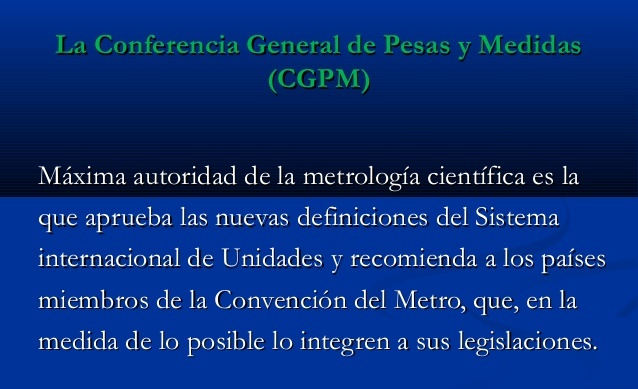 La Conferencia General de Pesas y Medidas
(CGPM)
Máxima autoridad de la metrología científica es la
que aprueba las nuevas definiciones del Sistema
internacional de Unidades y recomienda a los países
miembros de la Convención del Metro, que, en la
medida de lo posible lo integren a sus legislaciones.